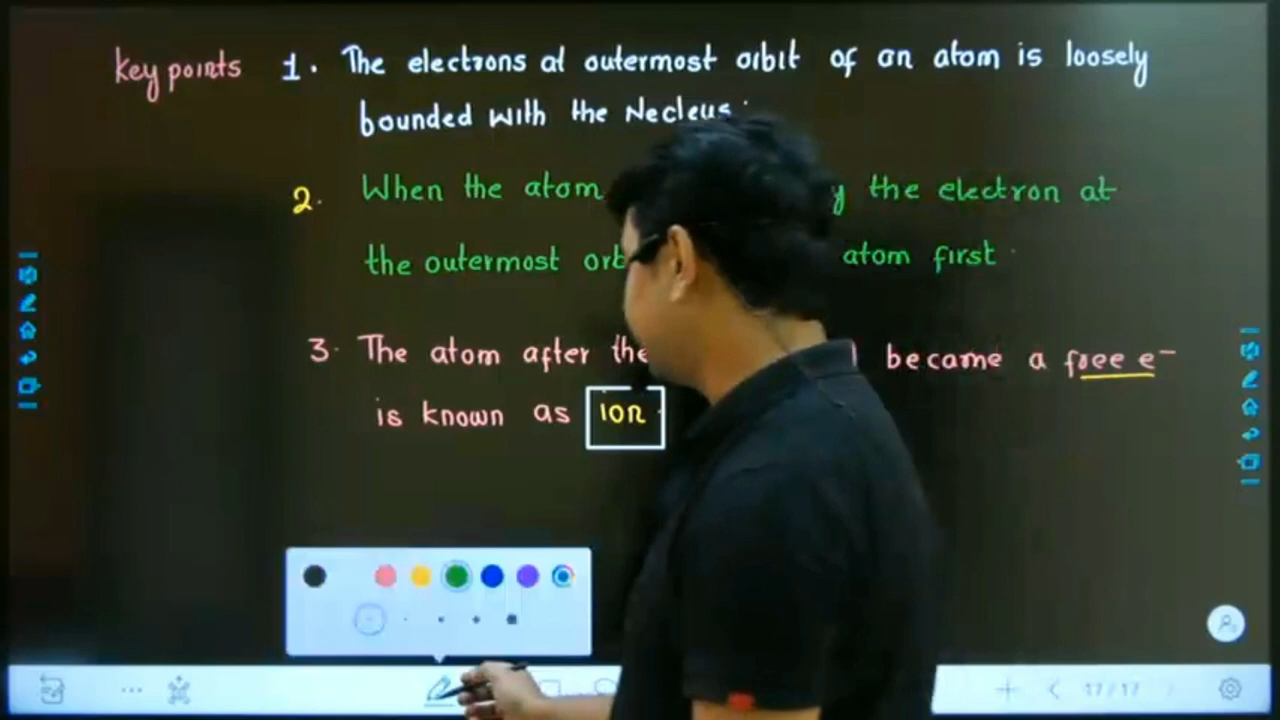 key points 1. The electrons at outermost orbit of an atom is loosely
bounded with the Necleus.
2. When the atom the electron at
the outermost atom first.
3. The atom after the became a free e⁻
is known as ion.
17/17